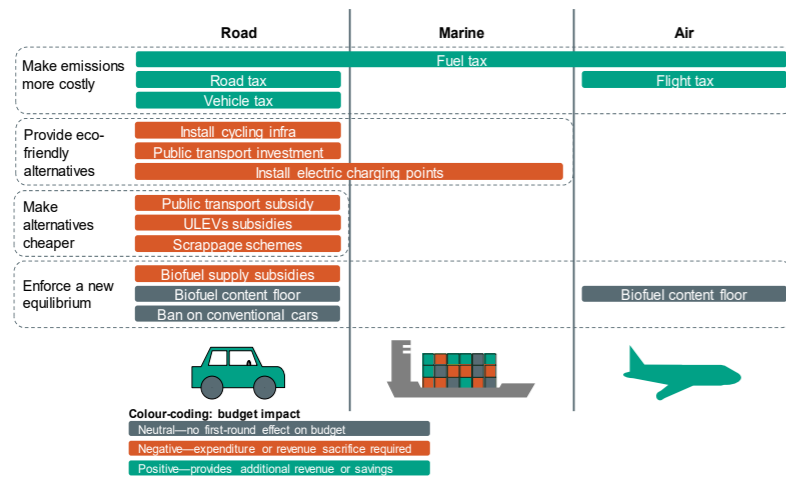 Road
Marine
Air
Make emissions
more costly
Fuel tax
Road tax
Flight tax
Vehicle tax
Provide eco-
friendly
alternatives
Install cycling infra
Public transport investment
Install electric charging points
Make
alternatives
cheaper
Public transport subsidy
ULEVs subsidies
Scrappage schemes
Enforce a new
equilibrium
Biofuel supply subsidies
Biofuel content floor
Biofuel content floor
Ban on conventional cars
Colour-coding: budget impact
Neutral—no first-round effect on budget
Negative—expenditure or revenue sacrifice required
Positive—provides additional revenue or savings